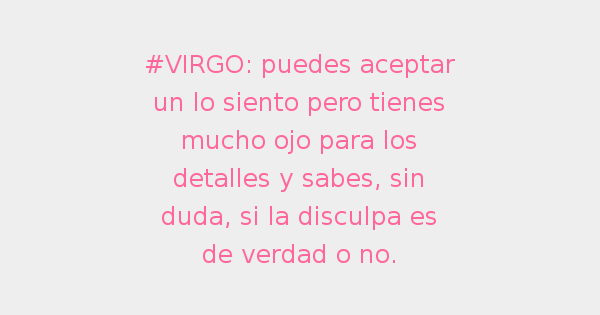 #VIRGO: puedes aceptar
un lo siento pero tienes
mucho ojo para los
detalles y sabes, sin
duda, si la disculpa es
de verdad o no.